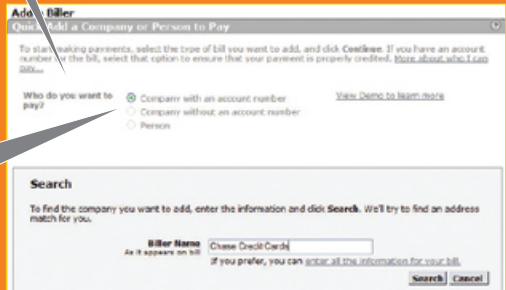 Add a Biller
Quick Add a Company or Person to Pay
To start making payments, select the type of bill you want to add, and click Continue. If you have an account
number for the bill, select that option to ensure that your payment is properly credited. More about who I can
pay...
Who do you want to
pay?
Company with an account number
Company without an account number
Person
View Demo to learn more
Search
To find the company you want to add, enter the information and click Search. We'll try to find an address
match for you.
Biller Name
As it appears on bill
Chase Credit Cards
If you prefer, you can enter all the information for your bill.
Search Cancel